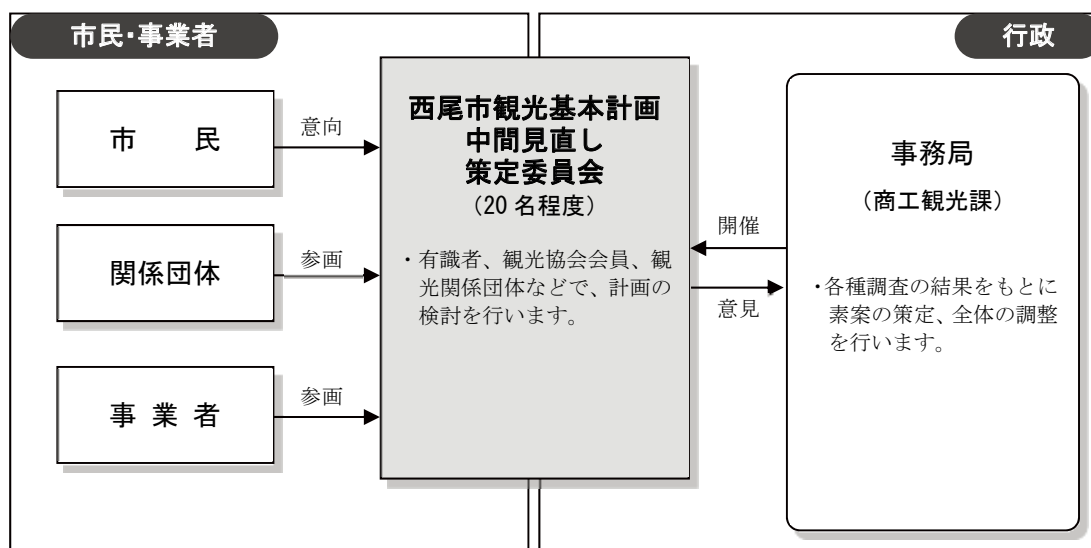 市民・事業者
行政
市　民
意向
関係団体
参画
事 業 者
参画
西尾市観光基本計画
中間見直し
策定委員会
（20 名程度）
・有識者、観光協会会員、観
光関係団体などで、計画の
検討を行います。
開催
意見
事務局
（商工観光課）
・各種調査の結果をもとに
素案の策定、全体の調整
を行います。